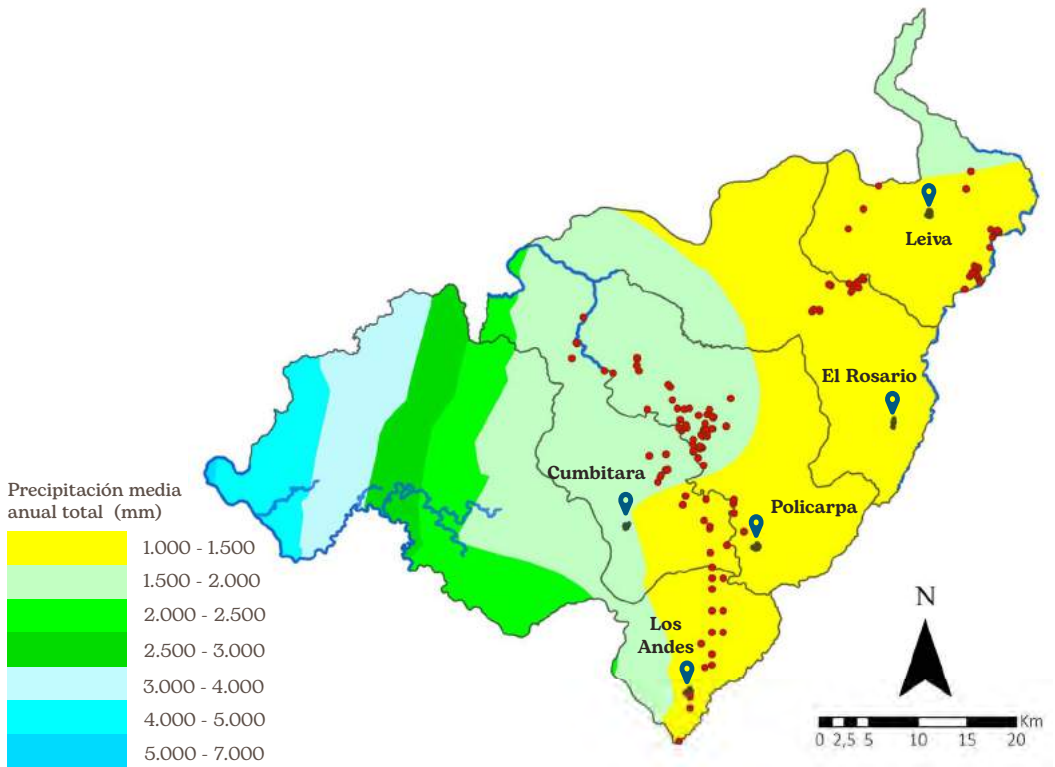 Leiva
El Rosario
Cumbitara
Policarpa
Los
Andes
Precipitación media
anual total (mm)
1.000 - 1.500
1.500 - 2.000
2.000 - 2.500
2.500 - 3.000
3.000 - 4.000
4.000 - 5.000
5.000 - 7.000
N
Km
0 2,5 5 10 15 20